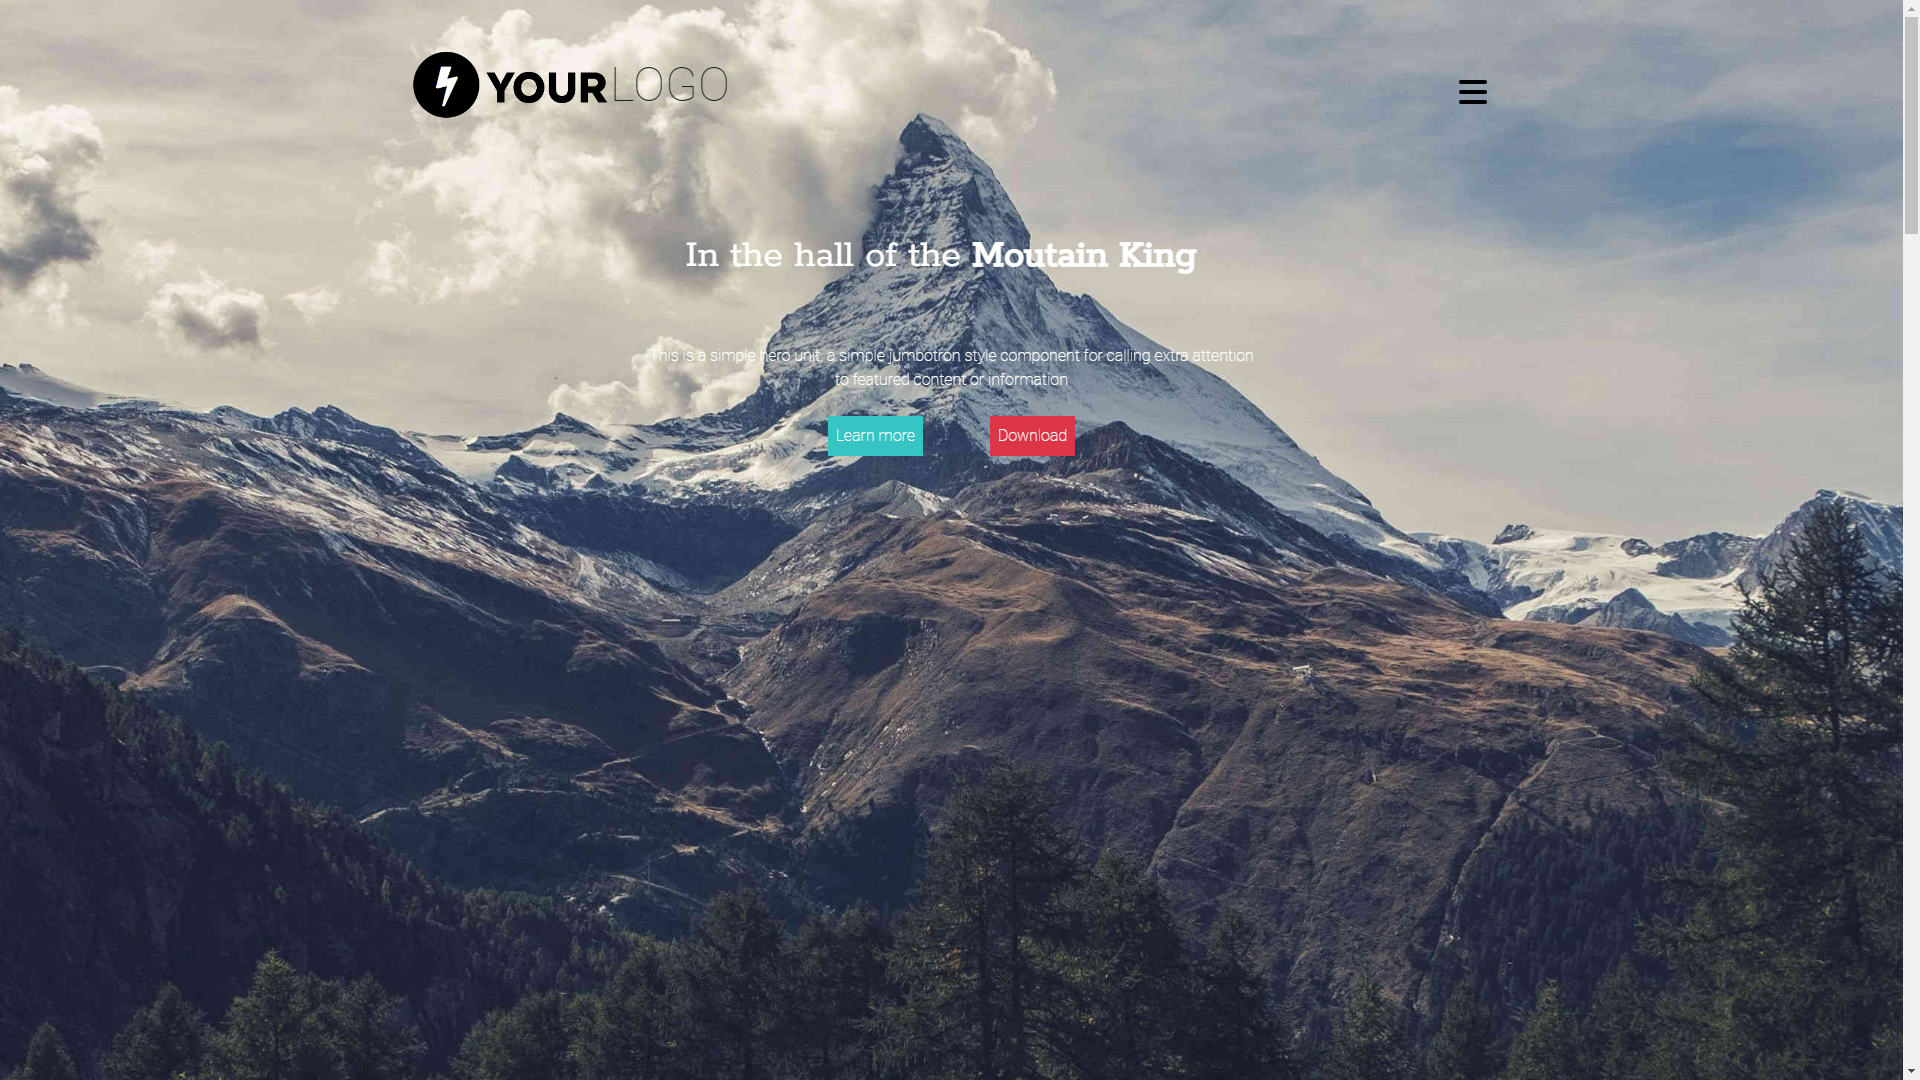 YOURLOGO
In the hall of the Moutain King
This is a simple hero unit, a simple jumbotron style component for calling extra attention
to featured content or information
Learn more
Download